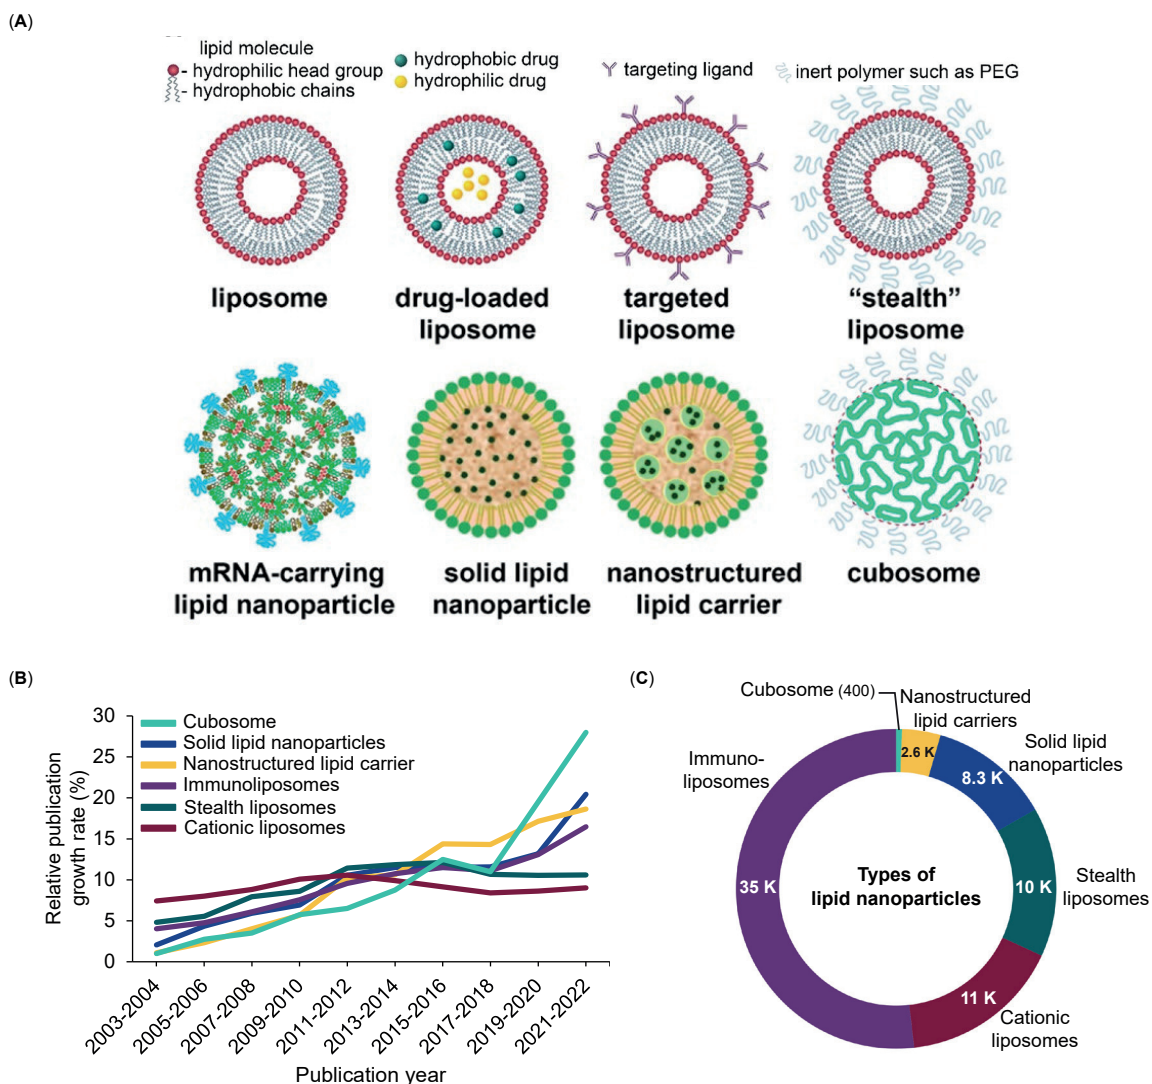 (A)
lipid molecule
- hydrophilic head group
- hydrophobic chains
hydrophobic drug
hydrophilic drug
targeting ligand
inert polymer such as PEG
liposome
drug-loaded
liposome
targeted
liposome
“stealth”
liposome
mRNA-carrying
lipid nanoparticle
solid lipid
nanoparticle
nanostructured
lipid carrier
cubosome
(B)
Relative publication
growth rate (%)
30
25
20
15
10
5
0
Cubosome
Solid lipid nanoparticles
Nanostructured lipid carrier
Immunoliposomes
Stealth liposomes
Cationic liposomes
2003-2004
2005-2006
2007-2008
2009-2010
2011-2012
2013-2014
2015-2016
2017-2018
2019-2020
2021-2022
Publication year
(C)
Cubosome (400)
Nanostructured
lipid carriers
2.6 K
Solid lipid
nanoparticles
8.3 K
Immuno-
liposomes
35 K
Types of
lipid nanoparticles
10 K
Stealth
liposomes
11 K
Cationic
liposomes